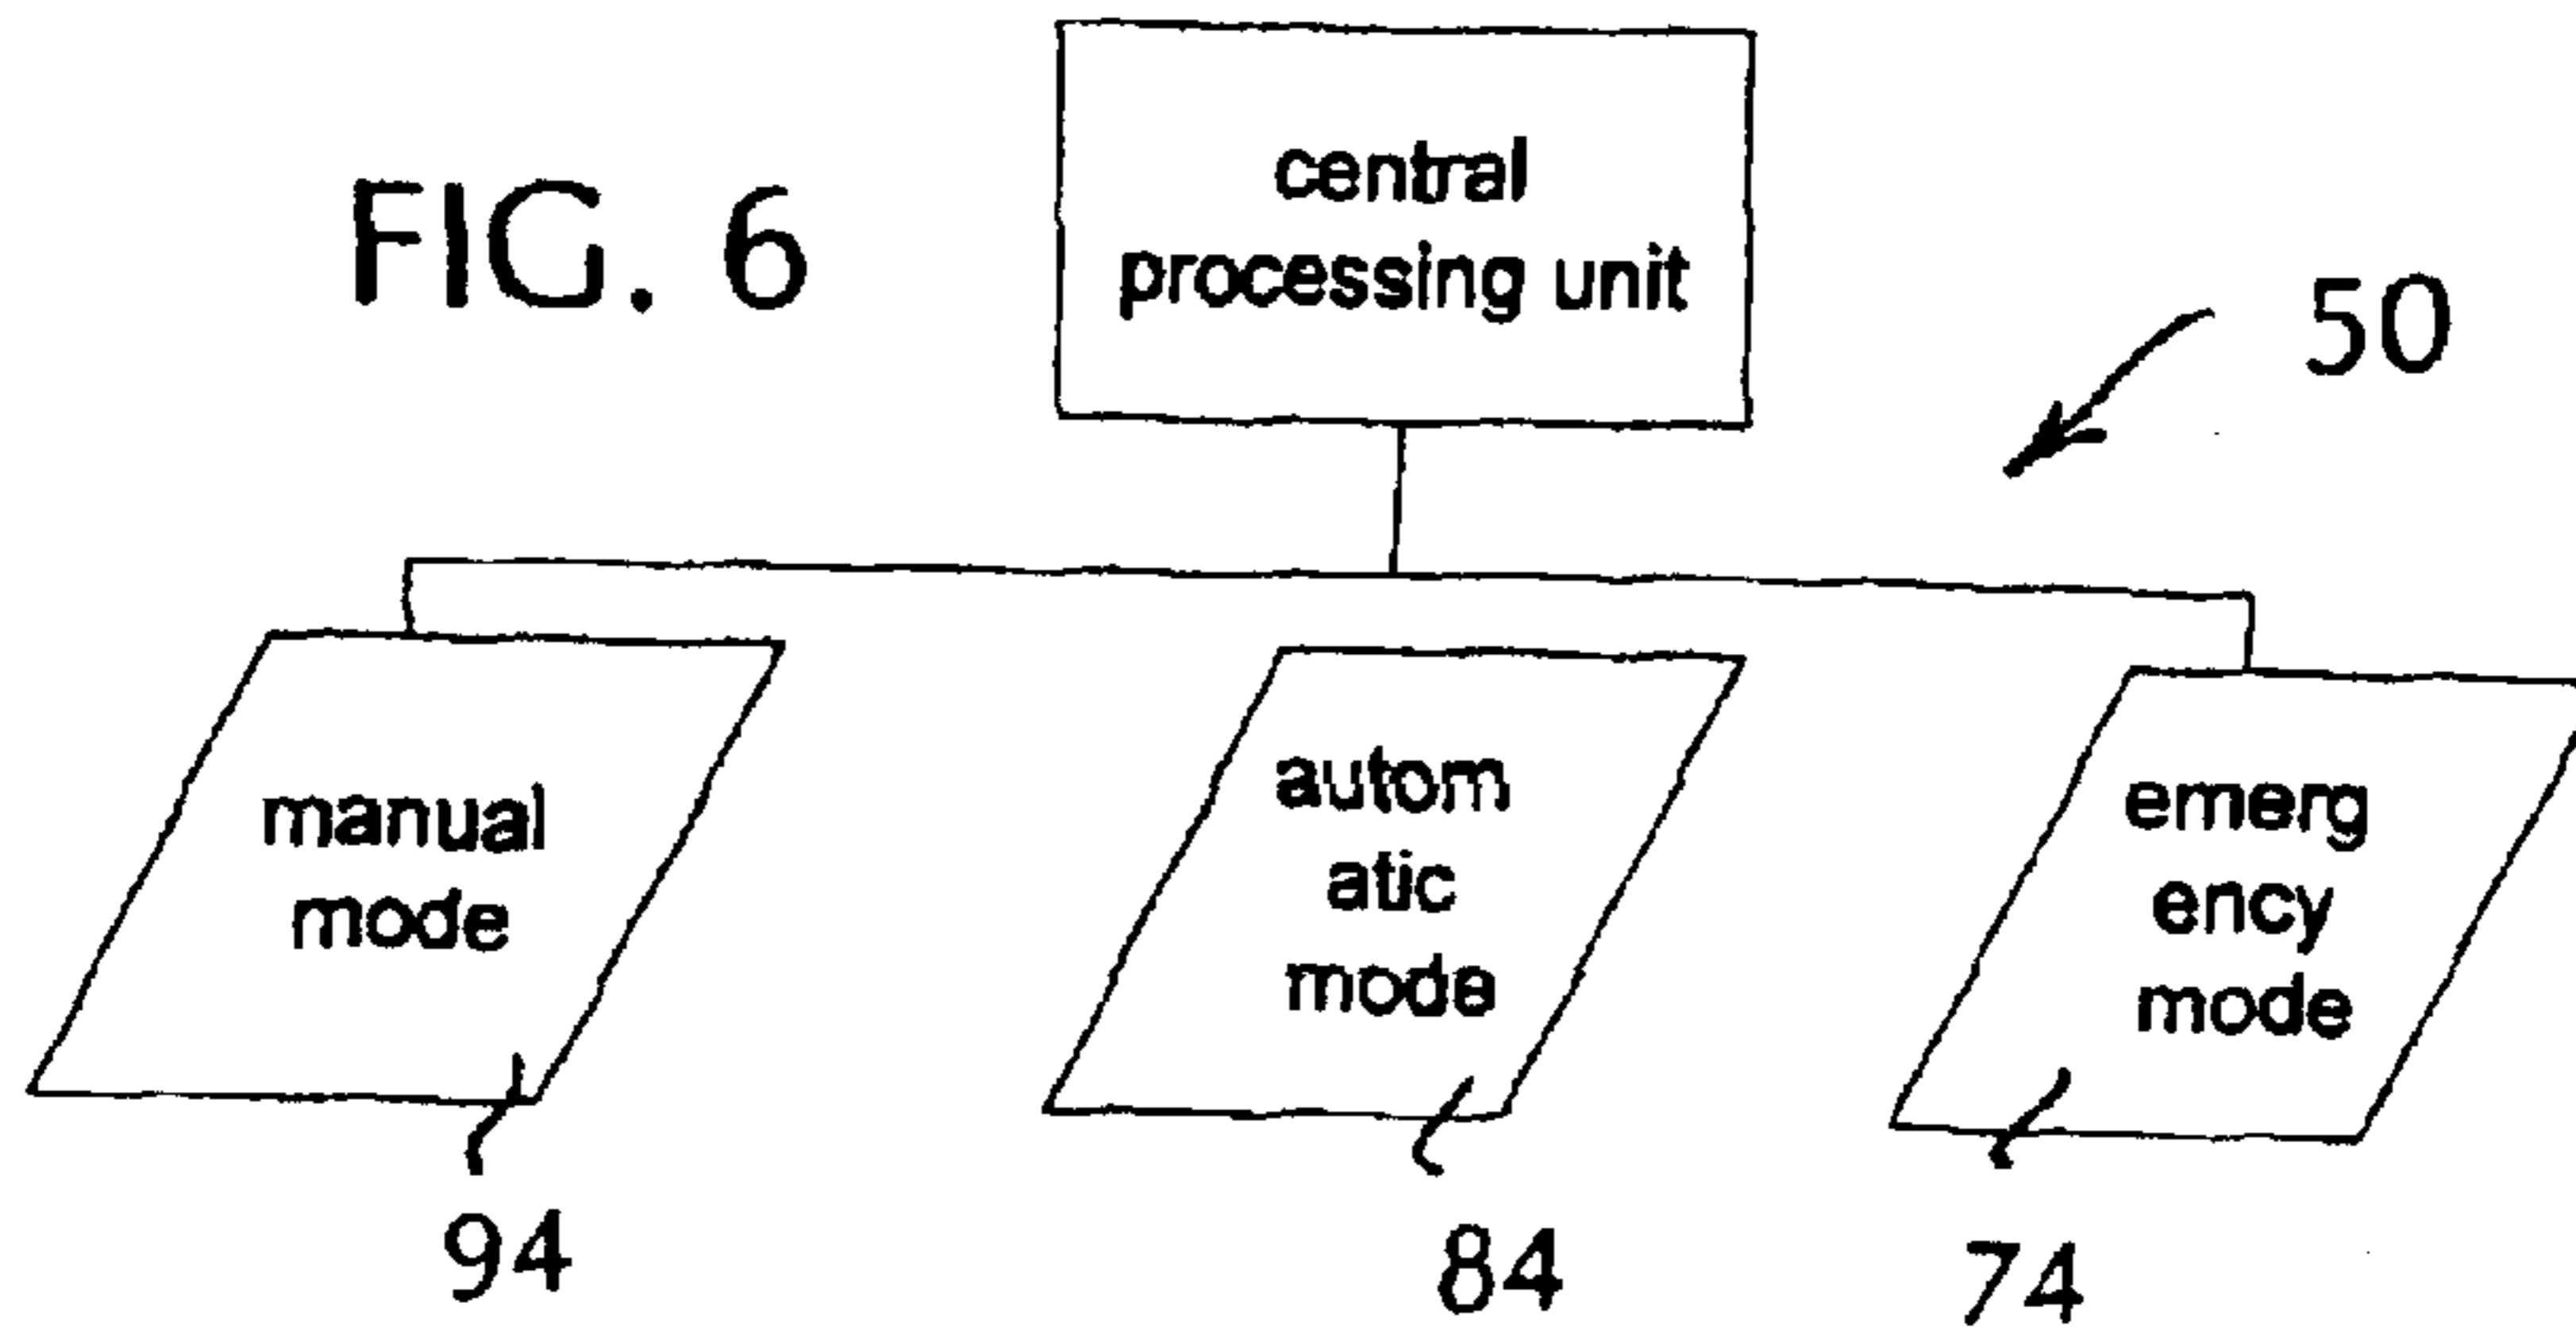 FIG. 6
central
processing unit
50
manual
mode
autom
atic
mode
emerg
ency
mode
94
84
74